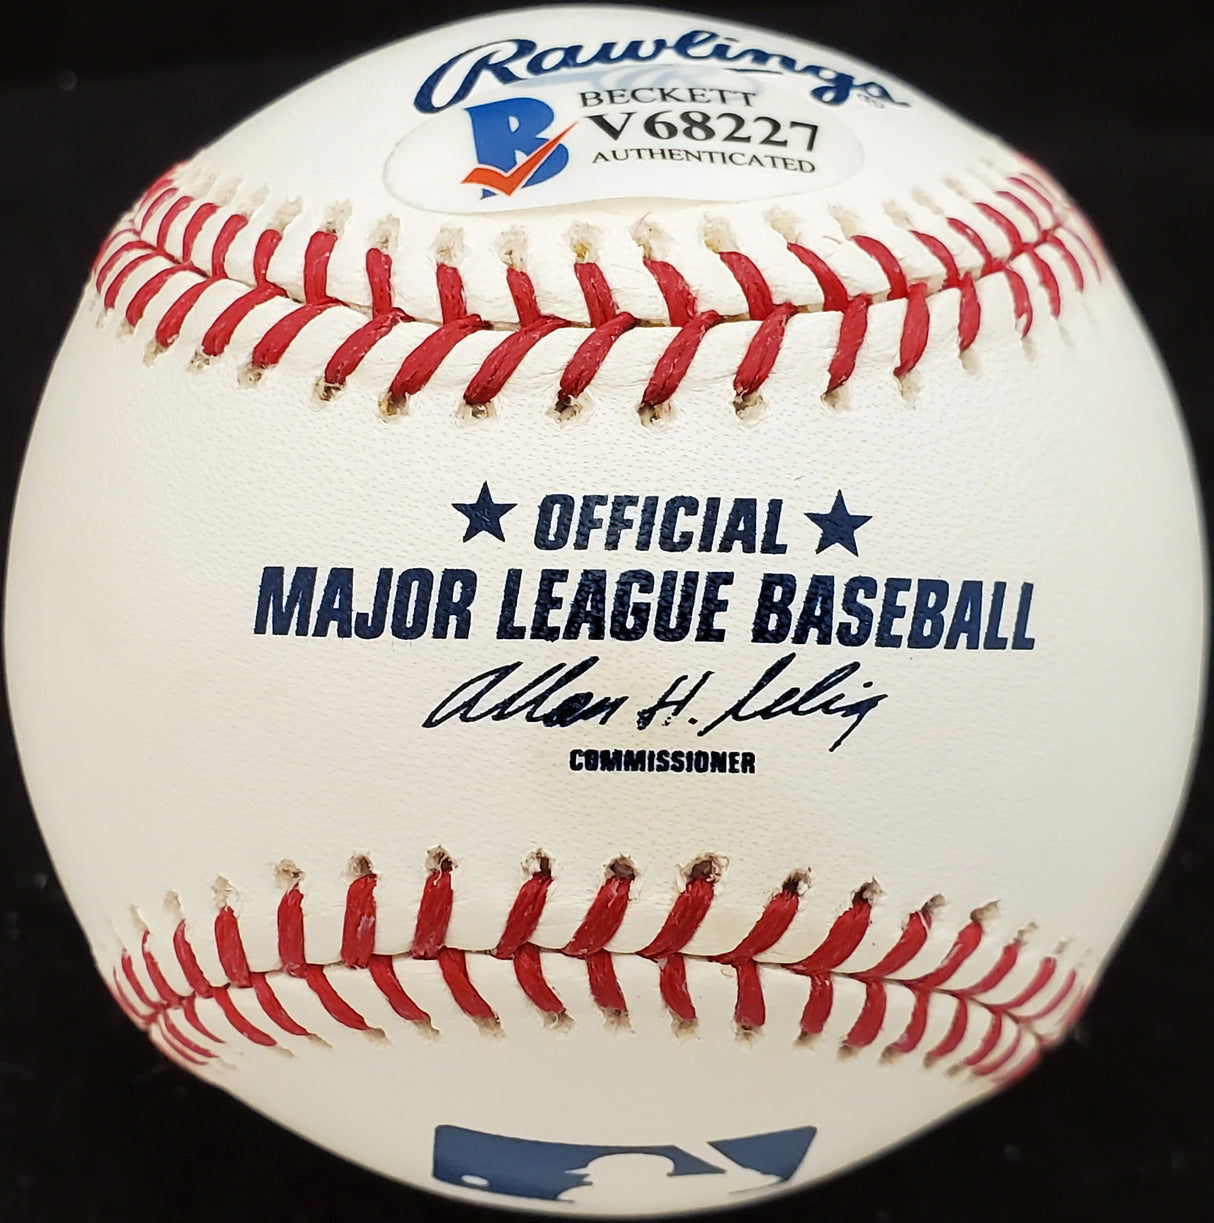 Rawlings®
BECKETT
V68227
AUTHENTICATED
★ OFFICIAL ★
MAJOR LEAGUE BASEBALL
Allan H. Selig
COMMISSIONER